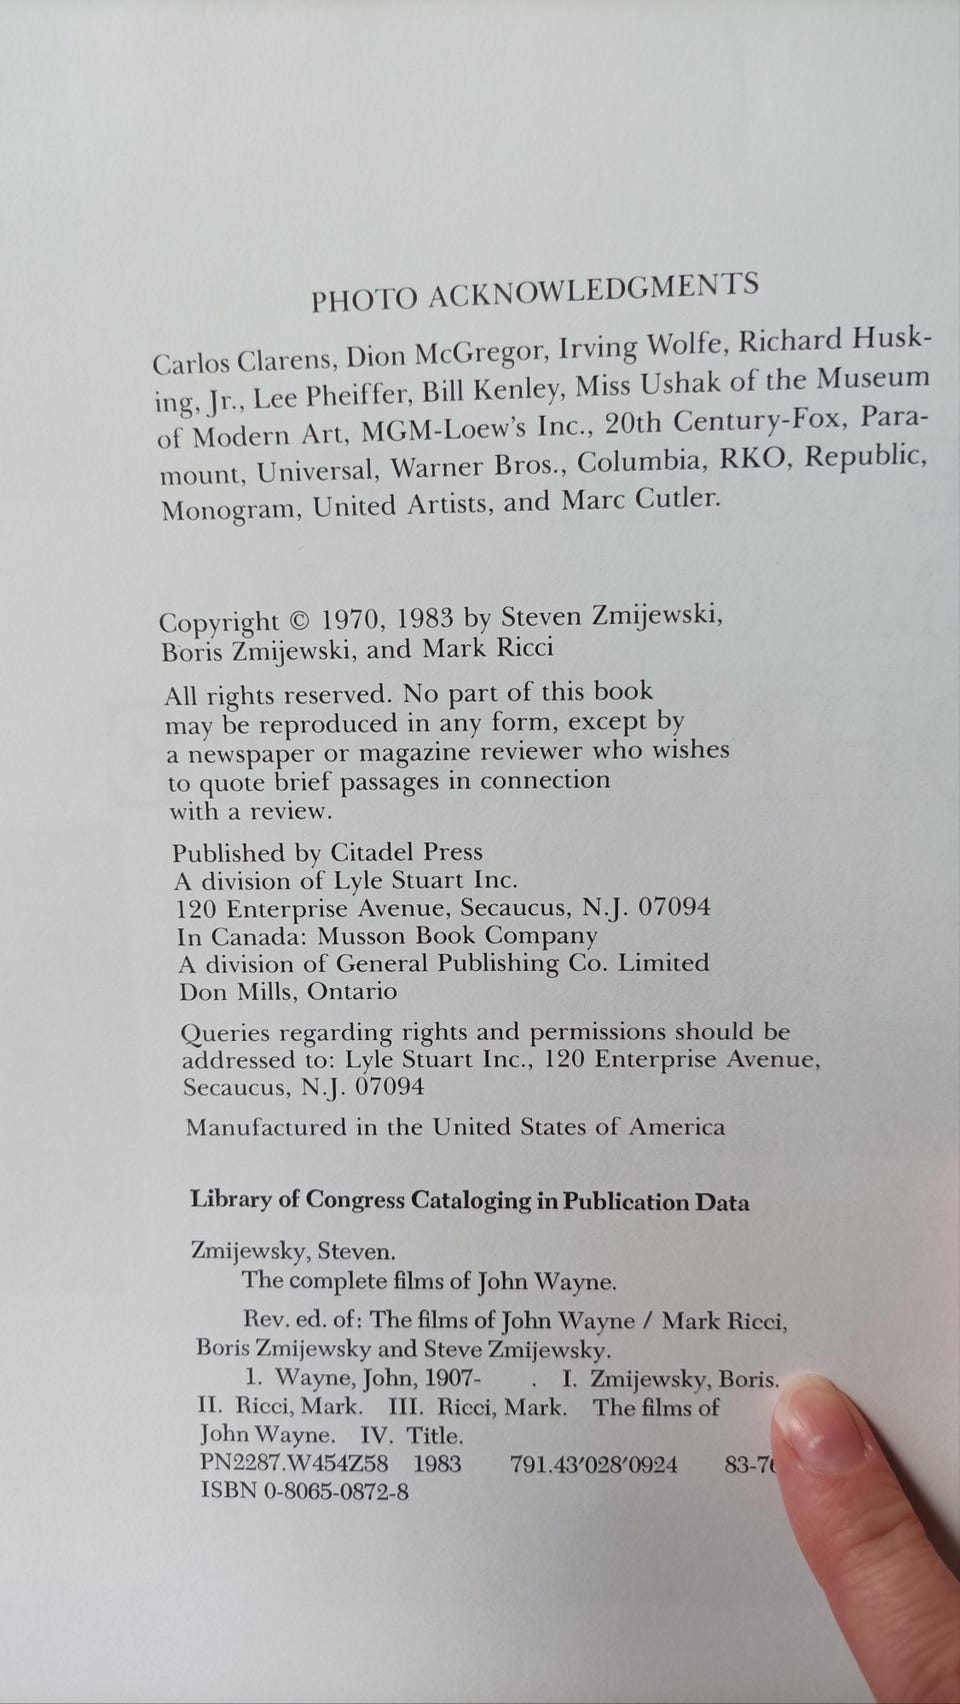 PHOTO ACKNOWLEDGMENTS
Carlos Clarens, Dion McGregor, Irving Wolfe, Richard Husk-
ing, Jr., Lee Pheiffer, Bill Kenley, Miss Ushak of the Museum
of Modern Art, MGM-Loew's Inc., 20th Century-Fox, Para-
mount, Universal, Warner Bros., Columbia, RKO, Republic,
Monogram, United Artists, and Marc Cutler.
Copyright © 1970, 1983 by Steven Zmijewski,
Boris Zmijewski, and Mark Ricci
All rights reserved. No part of this book
may be reproduced in any form, except by
a newspaper or magazine reviewer who wishes
to quote brief passages in connection
with a review.
Published by Citadel Press
A division of Lyle Stuart Inc.
120 Enterprise Avenue, Secaucus, N.J. 07094
In Canada: Musson Book Company
A division of General Publishing Co. Limited
Don Mills, Ontario
Queries regarding rights and permissions should be
addressed to: Lyle Stuart Inc., 120 Enterprise Avenue,
Secaucus, N.J. 07094
Manufactured in the United States of America
Library of Congress Cataloging in Publication Data
Zmijewsky, Steven.
The complete films of John Wayne.
Rev. ed. of: The films of John Wayne / Mark Ricci,
Boris Zmijewsky and Steve Zmijewsky.
1. Wayne, John, 1907- . I. Zmijewsky, Boris.
II. Ricci, Mark. III. Ricci, Mark. The films of
John Wayne. IV. Title.
PN2287.W454Z58 1983 791.43′028′0924
ISBN 0-8065-0872-8